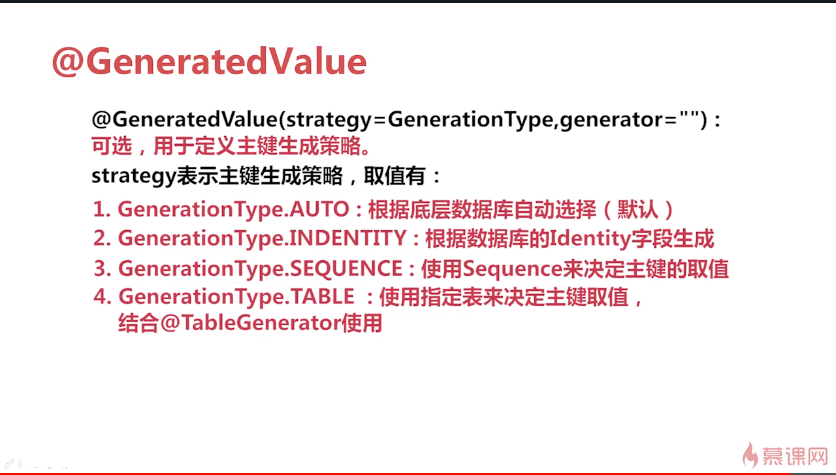 @GeneratedValue
@GeneratedValue(strategy=GenerationType,generator="")：
可选，用于定义主键生成策略。
strategy表示主键生成策略，取值有：
1. GenerationType.AUTO：根据底层数据库自动选择（默认）
2. GenerationType.INDENTITY：根据数据库的Identity字段生成
3. GenerationType.SEQUENCE：使用Sequence来决定主键的取值
4. GenerationType.TABLE ：使用指定表来决定主键取值，
结合@TableGenerator使用
慕课网